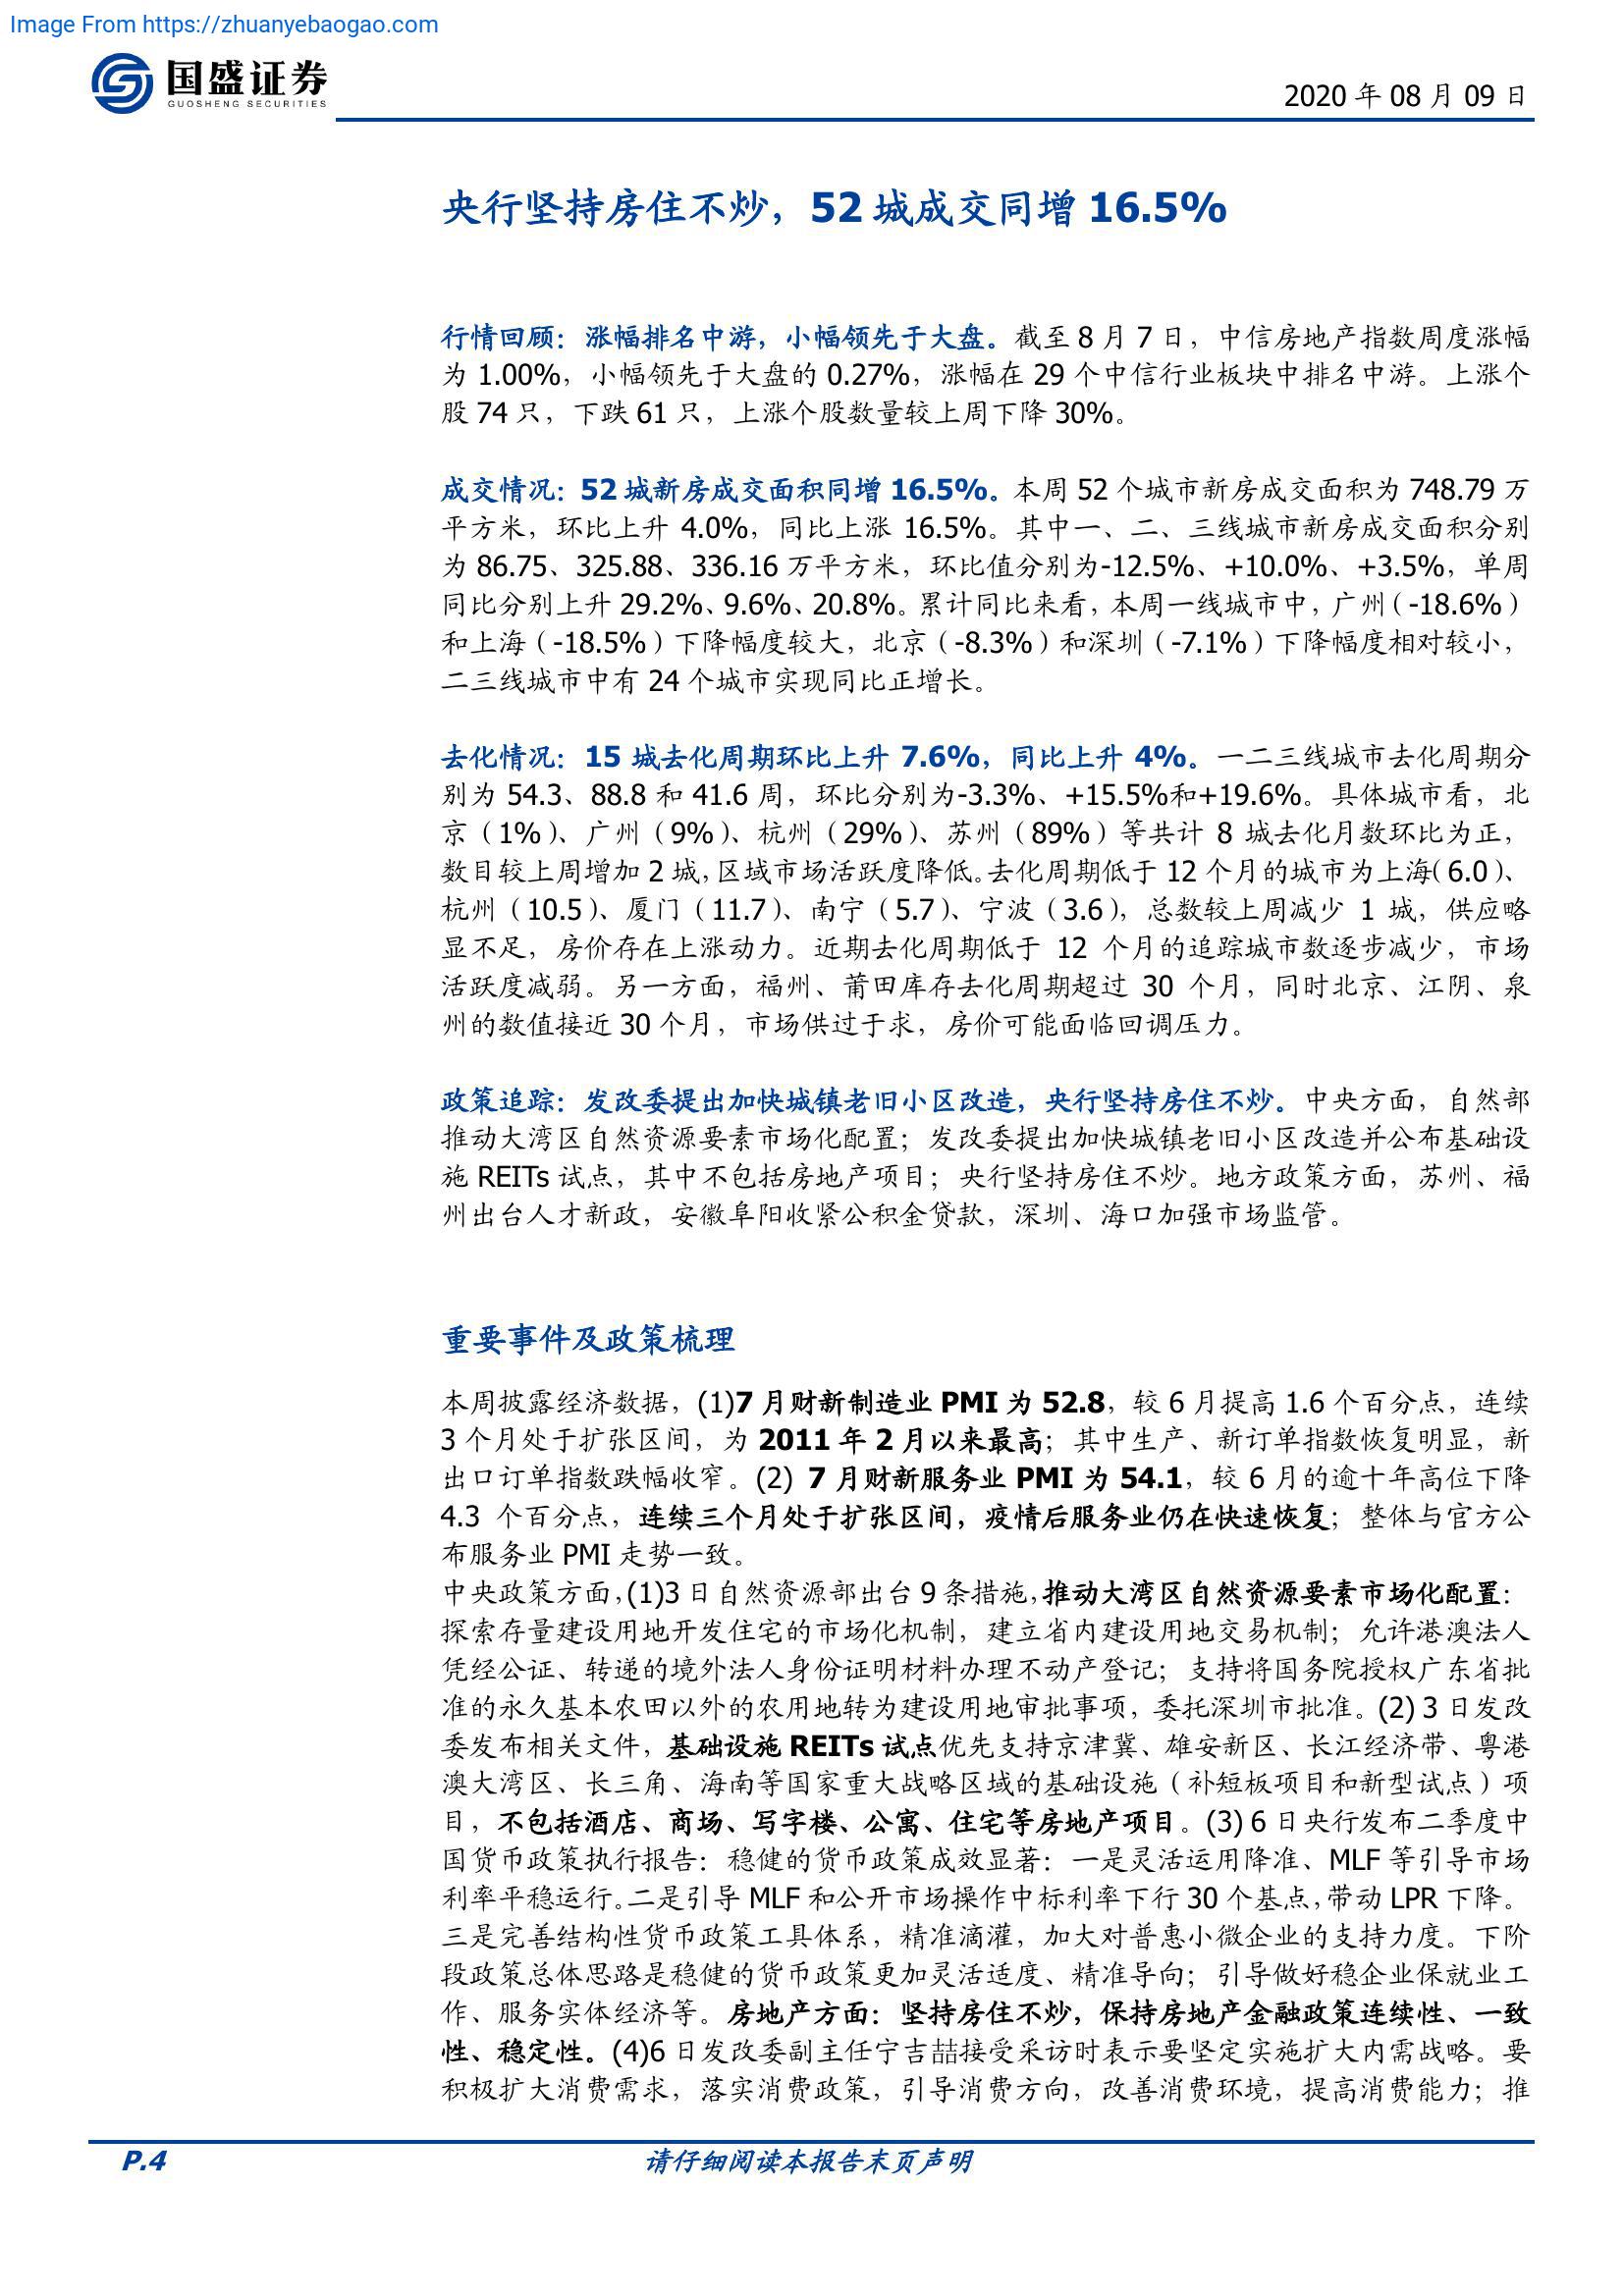 Image From https://zhuanyebaogao.com
国盛证券
GUOSHENG SECURITIES
2020 年 08 月 09 日
央行坚持房住不炒，52 城成交同增 16.5%
行情回顾：涨幅排名中游，小幅领先于大盘。截至 8 月 7 日，中信房地产指数周度涨幅
为 1.00%，小幅领先于大盘的 0.27%，涨幅在 29 个中信行业板块中排名中游。上涨个
股 74 只，下跌 61 只，上涨个股数量较上周下降 30%。
成交情况：52 城新房成交面积同增 16.5%。本周 52 个城市新房成交面积为 748.79 万
平方米，环比上升 4.0%，同比上涨 16.5%。其中一、二、三线城市新房成交面积分别
为 86.75、325.88、336.16 万平方米，环比值分别为-12.5%、+10.0%、+3.5%，单周
同比分别上升 29.2%、9.6%、20.8%。累计同比来看，本周一线城市中，广州（-18.6%）
和上海（-18.5%）下降幅度较大，北京（-8.3%）和深圳（-7.1%）下降幅度相对较小，
二三线城市中有 24 个城市实现同比正增长。
去化情况：15 城去化周期环比上升 7.6%，同比上升 4%。一二三线城市去化周期分
别为 54.3、88.8 和 41.6 周，环比分别为-3.3%、+15.5%和+19.6%。具体城市看，北
京（1%）、广州（9%）、杭州（29%）、苏州（89%）等共计 8 城去化月数环比为正，
数目较上周增加 2 城，区域市场活跃度降低。去化周期低于 12 个月的城市为上海（6.0）、
杭州（10.5）、厦门（11.7）、南宁（5.7）、宁波（3.6），总数较上周减少 1 城，供应略
显不足，房价存在上涨动力。近期去化周期低于 12 个月的追踪城市数逐步减少，市场
活跃度减弱。另一方面，福州、莆田库存去化周期超过 30 个月，同时北京、江阴、泉
州的数值接近 30 个月，市场供过于求，房价可能面临回调压力。
政策追踪：发改委提出加快城镇老旧小区改造，央行坚持房住不炒。中央方面，自然部
推动大湾区自然资源要素市场化配置；发改委提出加快城镇老旧小区改造并公布基础设
施 REITs 试点，其中不包括房地产项目；央行坚持房住不炒。地方政策方面，苏州、福
州出台人才新政，安徽阜阳收紧公积金贷款，深圳、海口加强市场监管。
重要事件及政策梳理
本周披露经济数据，(1)7 月财新制造业 PMI 为 52.8，较 6 月提高 1.6 个百分点，连续
3 个月处于扩张区间，为 2011 年 2 月以来最高；其中生产、新订单指数恢复明显，新
出口订单指数跌幅收窄。(2) 7 月财新服务业 PMI 为 54.1，较 6 月的逾十年高位下降
4.3 个百分点，连续三个月处于扩张区间，疫情后服务业仍在快速恢复；整体与官方公
布服务业 PMI 走势一致。
中央政策方面，(1)3 日自然资源部出台 9 条措施，推动大湾区自然资源要素市场化配置：
探索存量建设用地开发住宅的市场化机制，建立省内建设用地交易机制；允许港澳法人
凭经公证、转递的境外法人身份证明材料办理不动产登记；支持将国务院授权广东省批
准的永久基本农田以外的农用地转为建设用地审批事项，委托深圳市批准。(2) 3 日发改
委发布相关文件，基础设施 REITs 试点优先支持京津冀、雄安新区、长江经济带、粤港
澳大湾区、长三角、海南等国家重大战略区域的基础设施（补短板项目和新型试点）项
目，不包括酒店、商场、写字楼、公寓、住宅等房地产项目。(3) 6 日央行发布二季度中
国货币政策执行报告：稳健的货币政策成效显著：一是灵活运用降准、MLF 等引导市场
利率平稳运行。二是引导 MLF 和公开市场操作中标利率下行 30 个基点，带动 LPR 下降。
三是完善结构性货币政策工具体系，精准滴灌，加大对普惠小微企业的支持力度。下阶
段政策总体思路是稳健的货币政策更加灵活适度、精准导向；引导做好稳企业保就业工
作、服务实体经济等。房地产方面：坚持房住不炒，保持房地产金融政策连续性、一致
性、稳定性。(4)6 日发改委副主任宁吉喆接受采访时表示要坚定实施扩大内需战略。要
积极扩大消费需求，落实消费政策，引导消费方向，改善消费环境，提高消费能力；推
P.4
请仔细阅读本报告末页声明